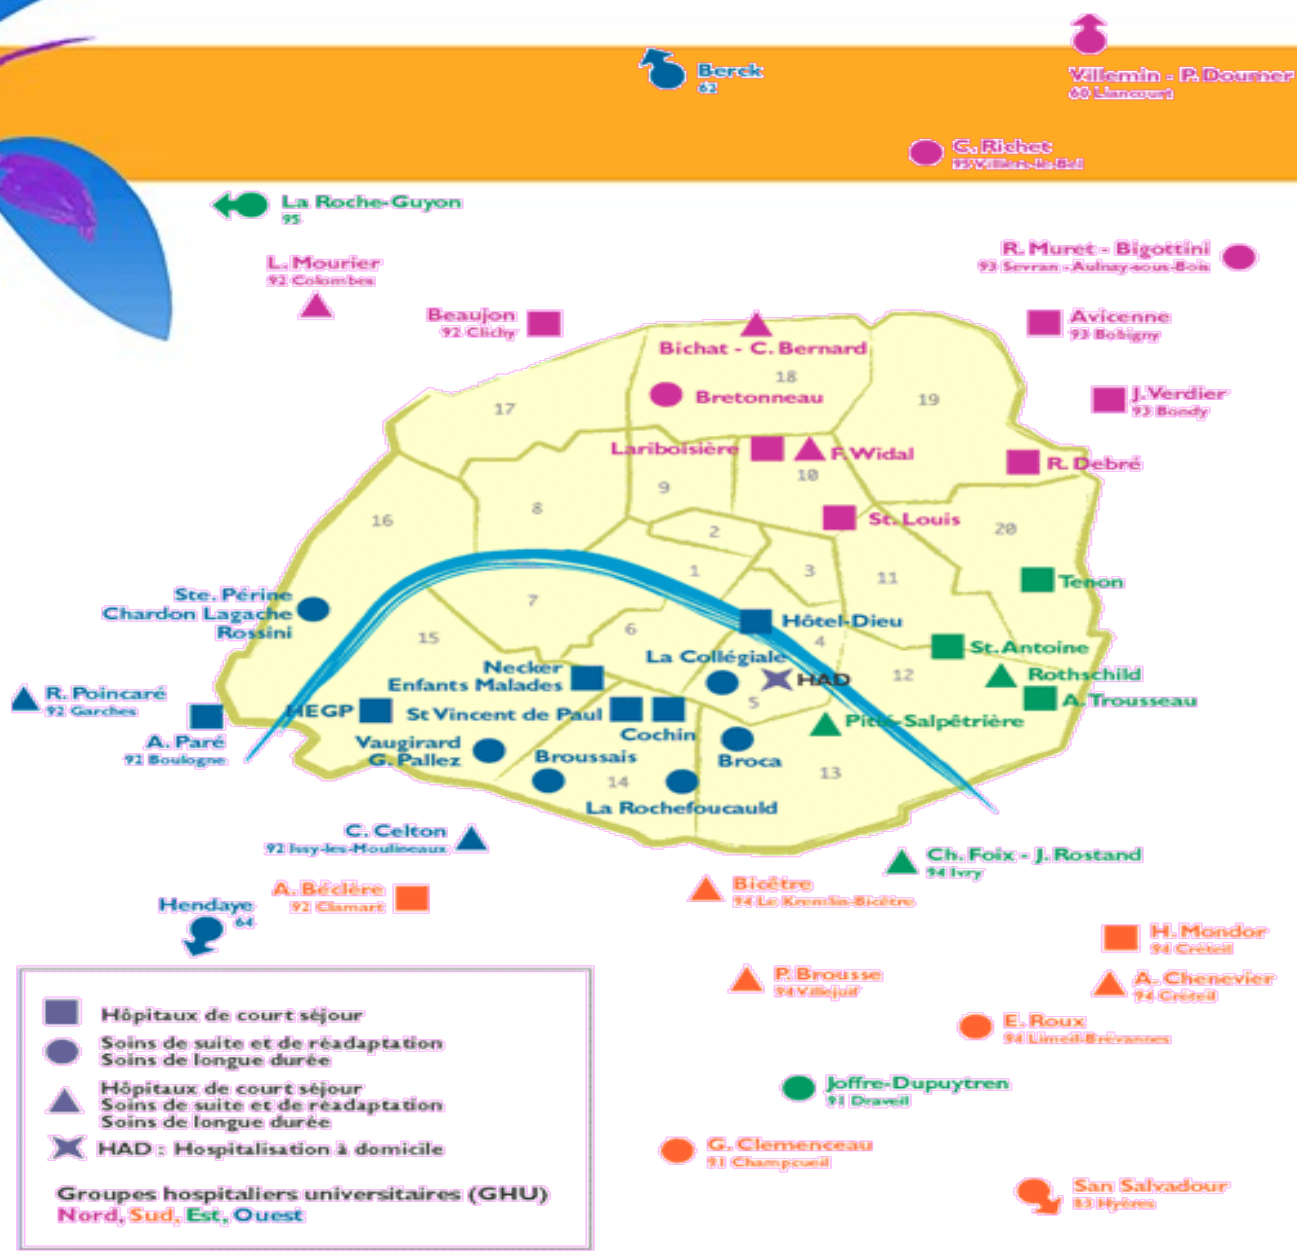 Berck
62
Villemin - P. Doumer
60 Liancourt
C. Richet
95 Villiers-le-Bel
La Roche-Guyon
95
R. Muret - Bigottini
93 Sevran - Aulnay-sous-Bois
L. Mourier
92 Colombes
Beaujon
92 Clichy
Avicenne
93 Bobigny
Bichat - C. Bernard
18
Bretonneau
17
19
J. Verdier
93 Bondy
Lariboisière
F. Widal
R. Debré
10
9
8
16
St. Louis
20
2
1
3
11
Tenon
7
Ste. Périne
Chardon Lagache
Rossini
15
6
Hôtel-Dieu
4
St. Antoine
La Collégiale
Necker
Enfants Malades
HAD
12
Rothschild
R. Poincaré
92 Garches
5
A. Trousseau
HEGP
St Vincent de Paul
Cochin
Pitié-Salpêtrière
A. Paré
92 Boulogne
Vaugirard
G. Pallez
Broussais
Broca
13
14
La Rochefoucauld
C. Celton
92 Issy-les-Moulineaux
Ch. Foix - J. Rostand
94 Ivry
A. Béclère
92 Clamart
Bicêtre
94 Le Kremlin-Bicêtre
Hendaye
64
H. Mondor
94 Créteil
P. Brousse
94 Villejuif
A. Chenevier
94 Créteil
E. Roux
94 Limeil-Brévannes
Joffre-Dupuytren
91 Draveil
G. Clemenceau
91 Champcueil
San Salvadour
83 Hyères
Hôpitaux de court séjour
Soins de suite et de réadaptation
Soins de longue durée
Hôpitaux de court séjour
Soins de suite et de réadaptation
Soins de longue durée
HAD : Hospitalisation à domicile
Groupes hospitaliers universitaires (GHU)
Nord, Sud, Est, Ouest